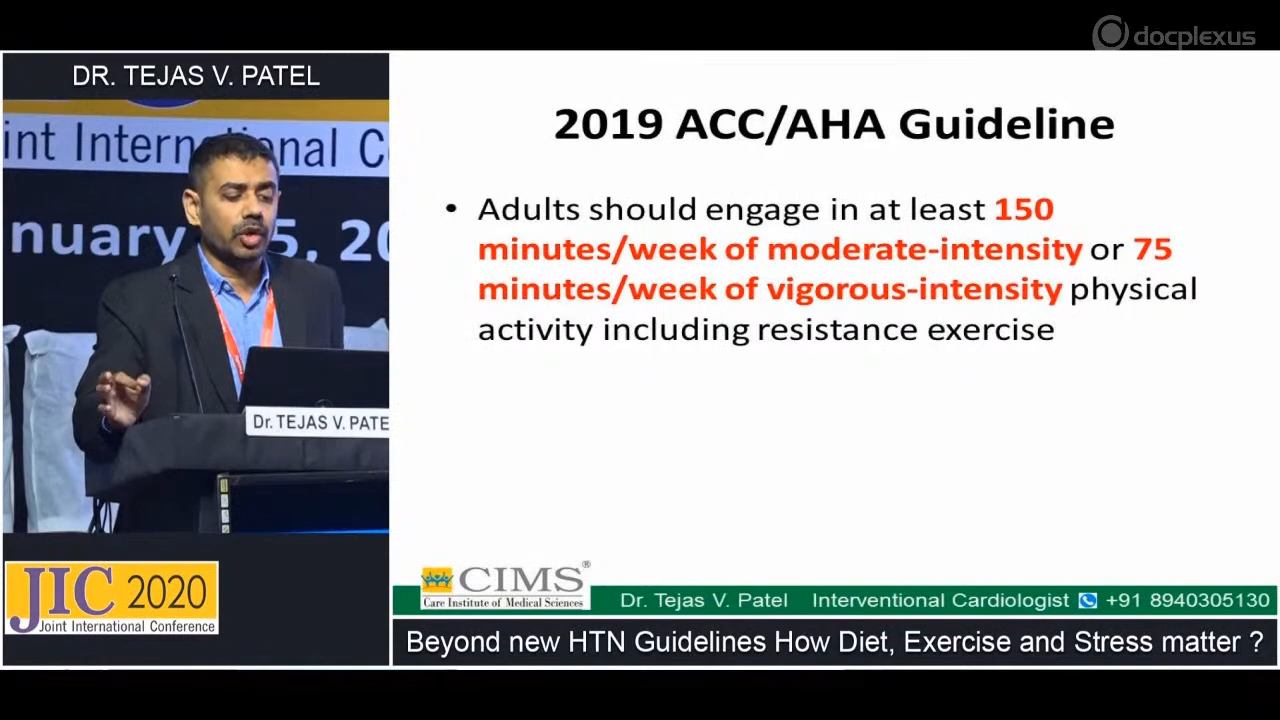 docplexus
DR. TEJAS V. PATEL
2019 ACC/AHA Guideline
• Adults should engage in at least 150
minutes/week of moderate-intensity or 75
minutes/week of vigorous-intensity physical
activity including resistance exercise
Dr. TEJAS V. PATE
CIMS®
Care Institute of Medical Sciences
Dr. Tejas V. Patel Interventional Cardiologist +91 8940305130
JIC 2020
Joint International Conference
Beyond new HTN Guidelines How Diet, Exercise and Stress matter ?